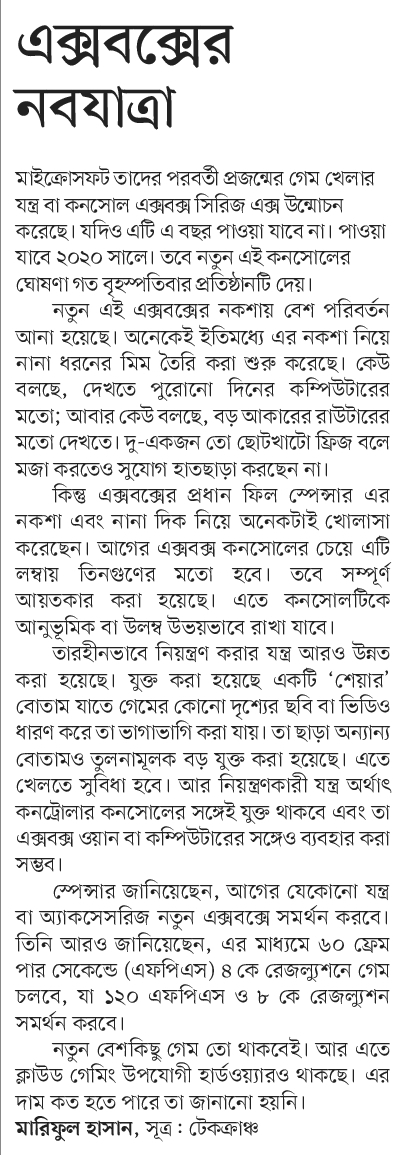 এক্সবক্সের
নবযাত্রা
মাইক্রোসফট তাদের পরবর্তী প্রজন্মের গেম খেলার
যন্ত্র বা কনসোল এক্সবক্স সিরিজ এক্স উন্মোচন
করেছে। যদিও এটি এ বছর পাওয়া যাবে না। পাওয়া
যাবে ২০২০ সালে। তবে নতুন এই কনসোলের
ঘোষণা গত বৃহস্পতিবার প্রতিষ্ঠানটি দেয়।
নতুন এই এক্সবক্সের নকশায় বেশ পরিবর্তন
আনা হয়েছে। অনেকেই ইতিমধ্যে এর নকশা নিয়ে
নানা ধরনের মিম তৈরি করা শুরু করেছে। কেউ
বলছে, দেখতে পুরোনো দিনের কম্পিউটারের
মতো; আবার কেউ বলছে, বড় আকারের রাউটারের
মতো দেখতে। দু-একজন তো ছোটখাটো ফ্রিজ বলে
মজা করতেও সুযোগ হাতছাড়া করছেন না।
কিন্তু এক্সবক্সের প্রধান ফিল স্পেন্সার এর
নকশা এবং নানা দিক নিয়ে অনেকটাই খোলাসা
করেছেন। আগের এক্সবক্স কনসোলের চেয়ে এটি
লম্বায় তিনগুণের মতো হবে। তবে সম্পূর্ণ
আয়তকার করা হয়েছে। এতে কনসোলটিকে
আনুভূমিক বা উলম্ব উভয়ভাবে রাখা যাবে।
তারহীনভাবে নিয়ন্ত্রণ করার যন্ত্র আরও উন্নত
করা হয়েছে। যুক্ত করা হয়েছে একটি ‘শেয়ার’
বোতাম যাতে গেমের কোনো দৃশ্যের ছবি বা ভিডিও
ধারণ করে তা ভাগাভাগি করা যায়। তা ছাড়া অন্যান্য
বোতামও তুলনামূলক বড় যুক্ত করা হয়েছে। এতে
খেলতে সুবিধা হবে। আর নিয়ন্ত্রণকারী যন্ত্র অর্থাৎ
কনট্রোলার কনসোলের সঙ্গেই যুক্ত থাকবে এবং তা
এক্সবক্স ওয়ান বা কম্পিউটারের সঙ্গেও ব্যবহার করা
সম্ভব।
স্পেন্সার জানিয়েছেন, আগের যেকোনো যন্ত্র
বা অ্যাকসেসরিজ নতুন এক্সবক্সে সমর্থন করবে।
তিনি আরও জানিয়েছেন, এর মাধ্যমে ৬০ ফ্রেম
পার সেকেন্ডে (এফপিএস) ৪ কে রেজল্যুশনে গেম
চলবে, যা ১২০ এফপিএস ও ৮ কে রেজল্যুশন
সমর্থন করবে।
নতুন বেশকিছু গেম তো থাকবেই। আর এতে
ক্লাউড গেমিং উপযোগী হার্ডওয়্যারও থাকছে। এর
দাম কত হতে পারে তা জানানো হয়নি।
মারিফুল হাসান, সূত্র : টেকক্রাঞ্চ